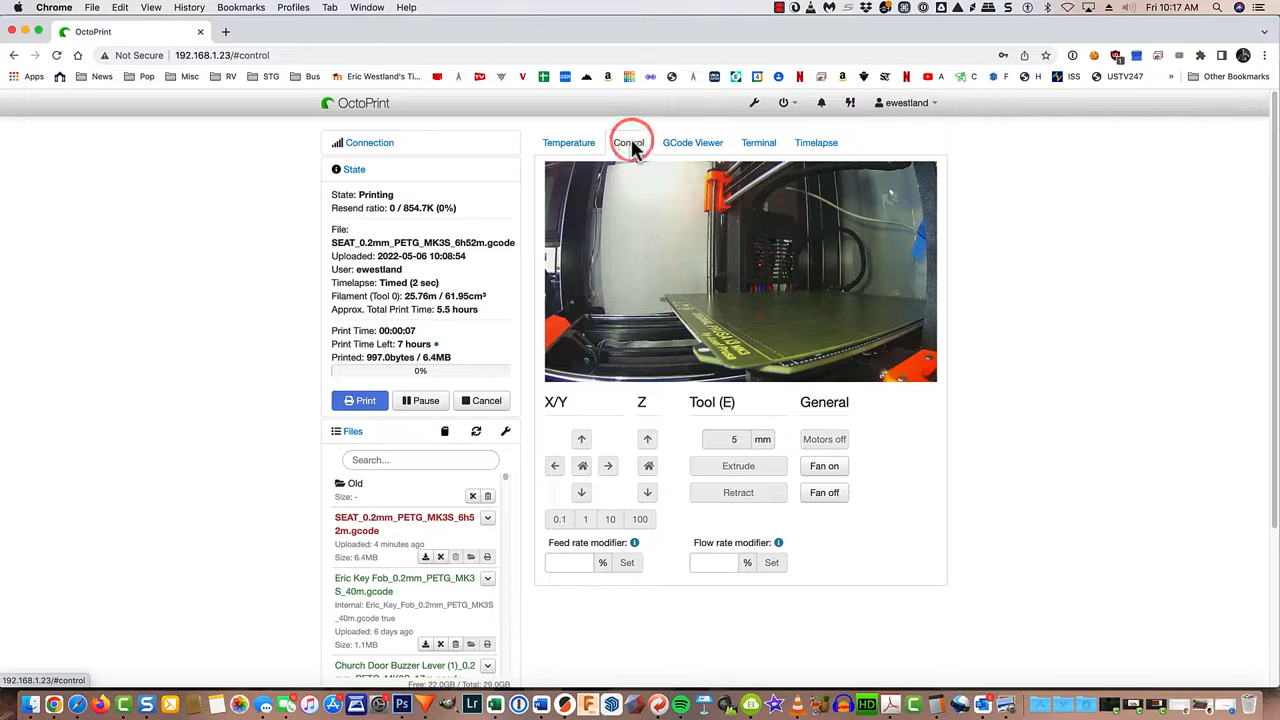 Chrome File Edit View History Bookmarks Profiles Tab Window Help
Fri 10:17 AM
OctoPrint
Not Secure 192.168.1.23/#control
Apps News Pop Misc RV STG Bus Eric Westland's Ti... A F H ISS USTV247 » Other Bookmarks
OctoPrint
ewestland
Connection
Temperature Control GCode Viewer Terminal Timelapse
State
State: Printing
Resend ratio: 0 / 854.7K (0%)
File:
SEAT_0.2mm_PETG_MK3S_6h52m.gcode
Uploaded: 2022-05-06 10:08:54
User: ewestland
Timelapse: Timed (2 sec)
Filament (Tool 0): 25.76m / 61.95cm³
Approx. Total Print Time: 5.5 hours
Print Time: 00:00:07
Print Time Left: 7 hours
Printed: 997.0bytes / 6.4MB
0%
Print Pause Cancel
Files
Search...
Old
Size: -
SEAT_0.2mm_PETG_MK3S_6h5
2m.gcode
Uploaded: 4 minutes ago
Size: 6.4MB
Eric Key Fob_0.2mm_PETG_MK3
S_40m.gcode
Internal: Eric_Key_Fob_0.2mm_PETG_MK3S
_40m.gcode true
Uploaded: 6 days ago
Size: 1.1MB
Church Door Buzzer Lever (1)_0.2
Free: 22.0GB / Total: 29.0GB
X/Y Z Tool (E) General
5 mm Motors off
Extrude Fan on
Retract Fan off
0.1 1 10 100
Feed rate modifier: Flow rate modifier:
% Set % Set
192.168.1.23/#control